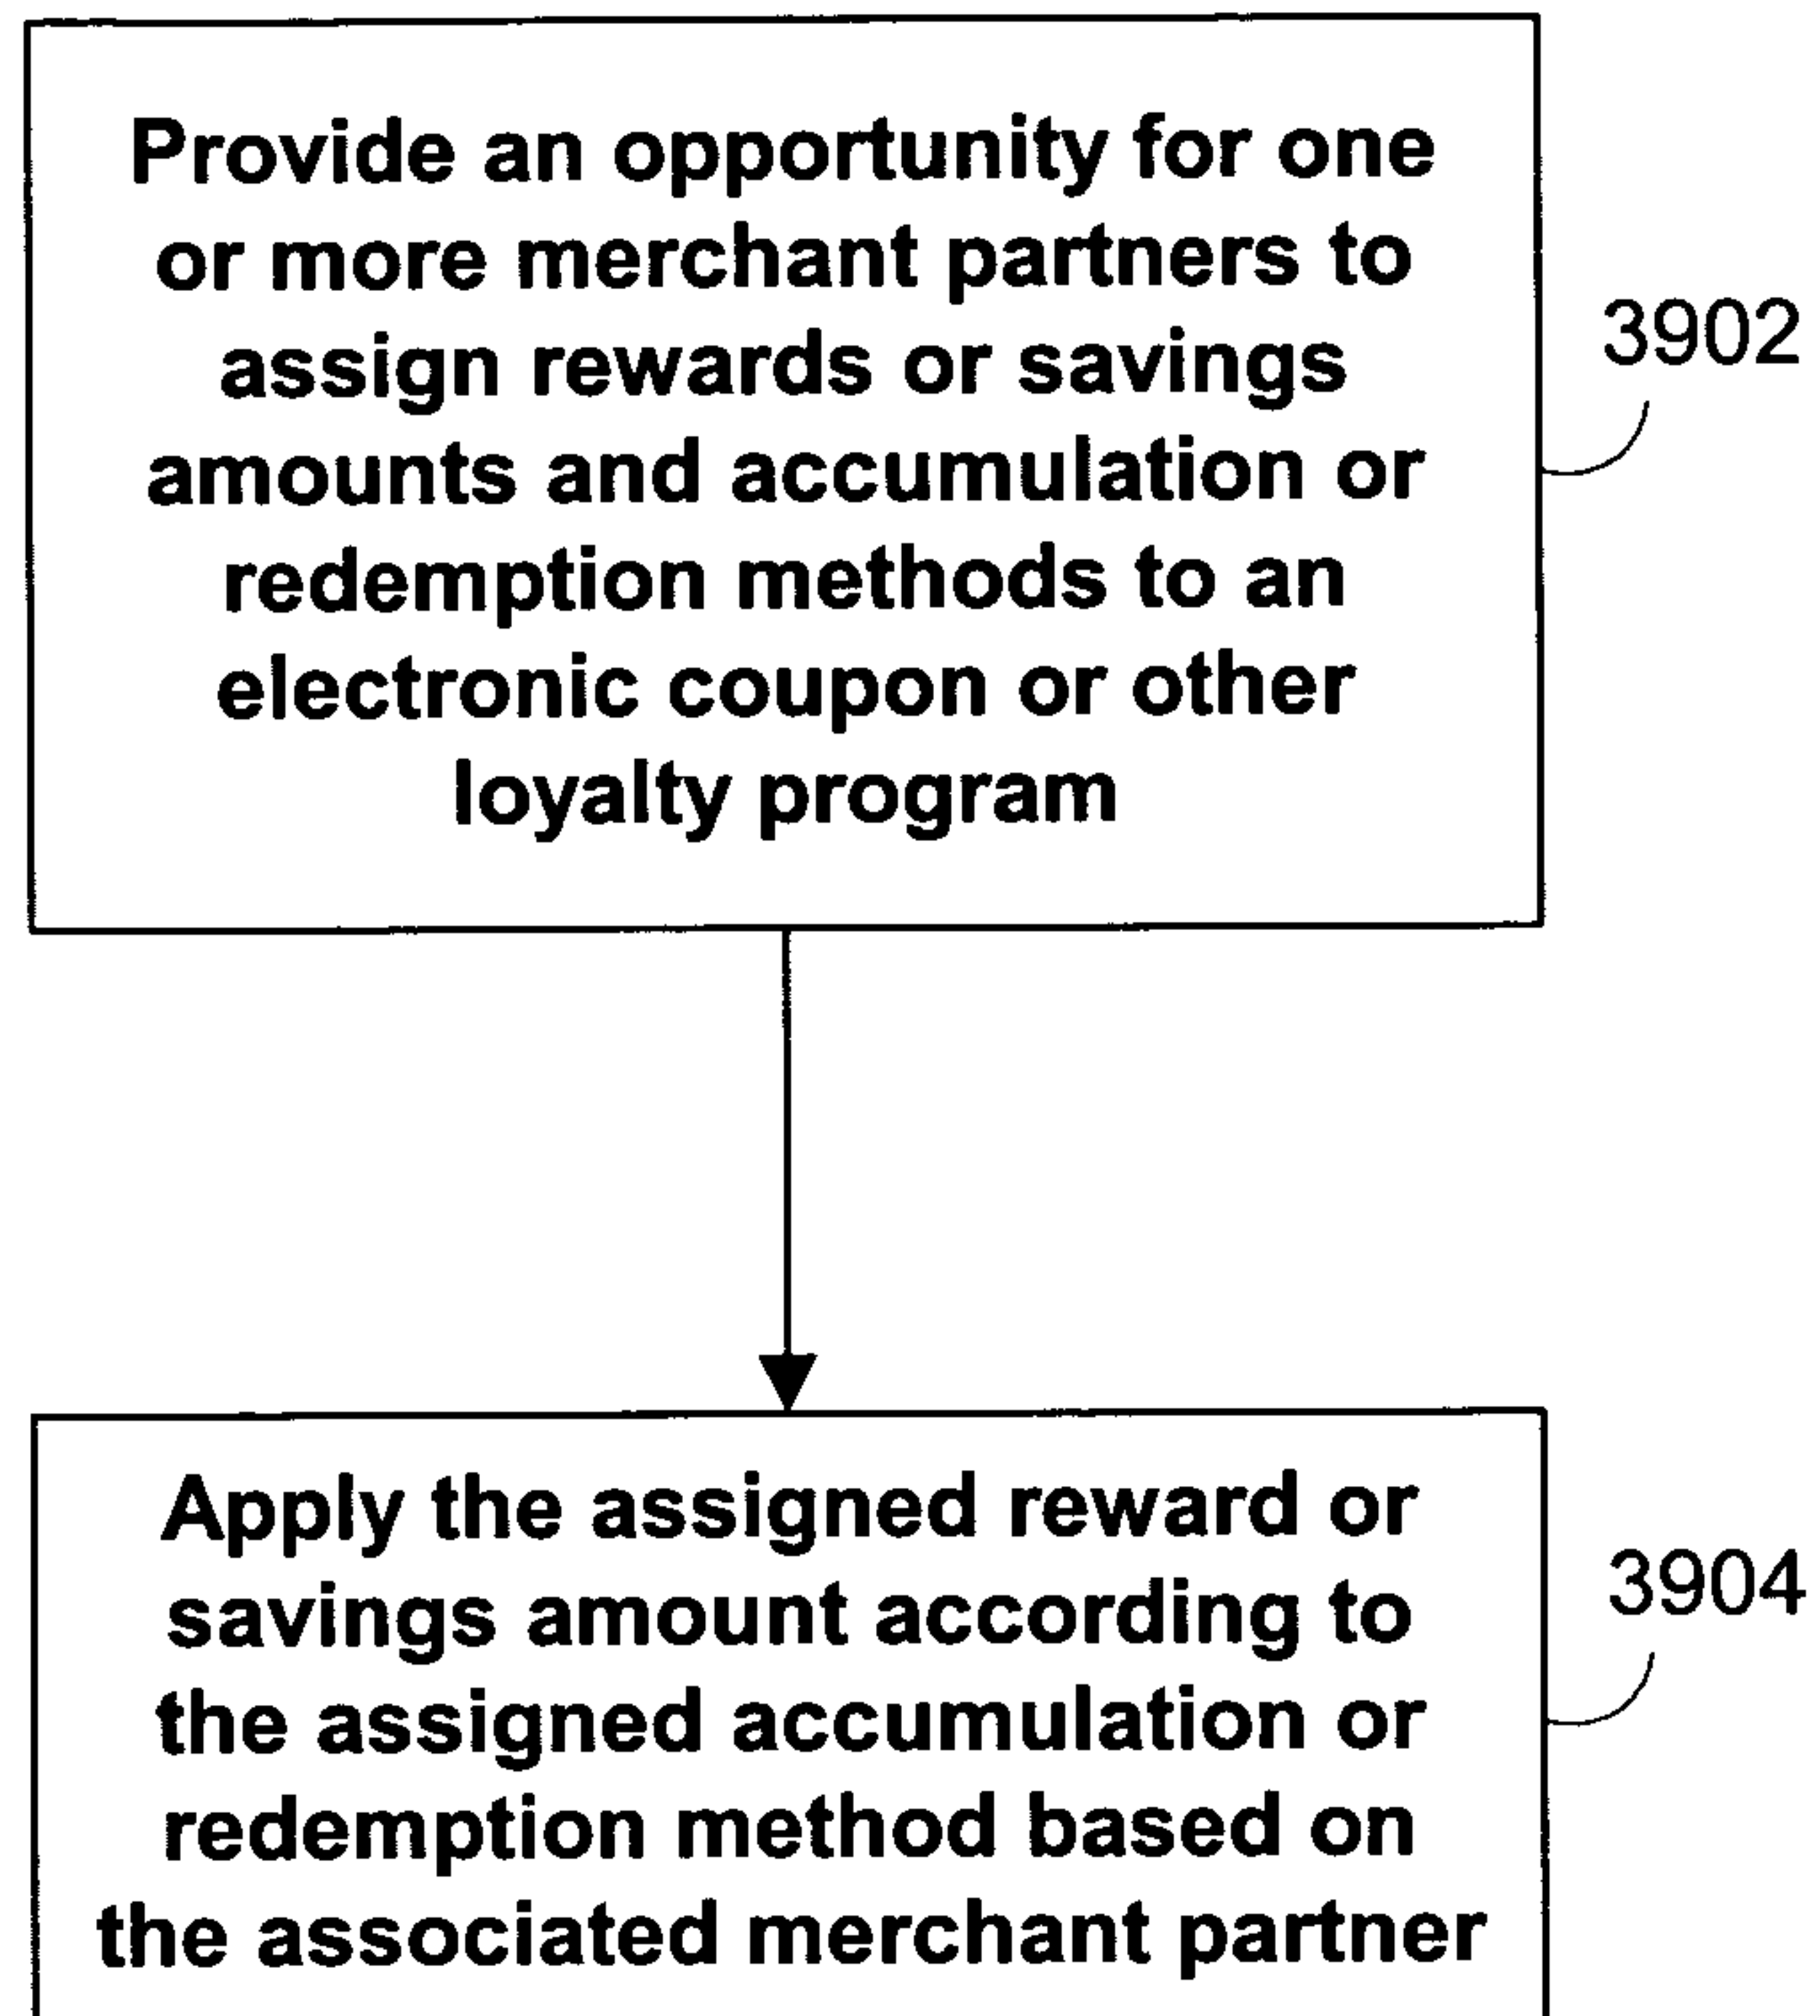 Provide an opportunity for one
or more merchant partners to
assign rewards or savings
amounts and accumulation or
redemption methods to an
electronic coupon or other
loyalty program
3902
Apply the assigned reward or
savings amount according to
the assigned accumulation or
redemption method based on
the associated merchant partner
3904